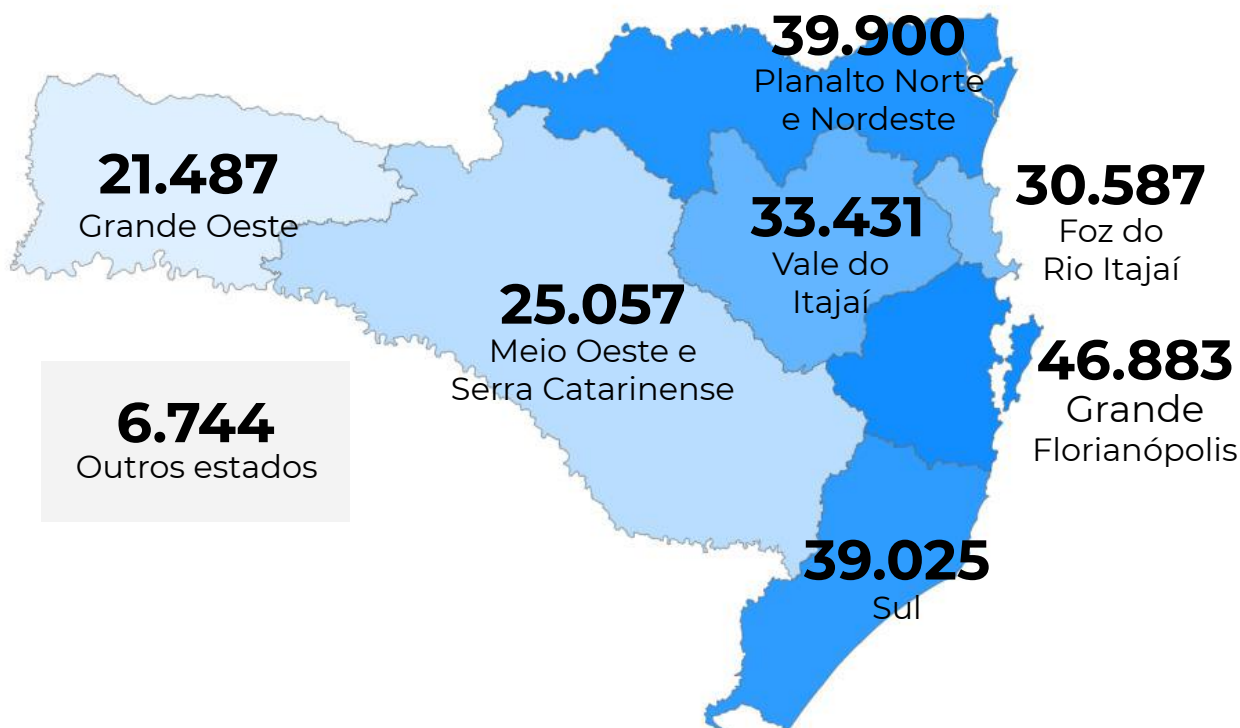 39.900
Planalto Norte
e Nordeste
21.487
Grande Oeste
33.431
Vale do
Itajaí
30.587
Foz do
Rio Itajaí
25.057
Meio Oeste e
Serra Catarinense
46.883
Grande
Florianópolis
6.744
Outros estados
39.025
Sul